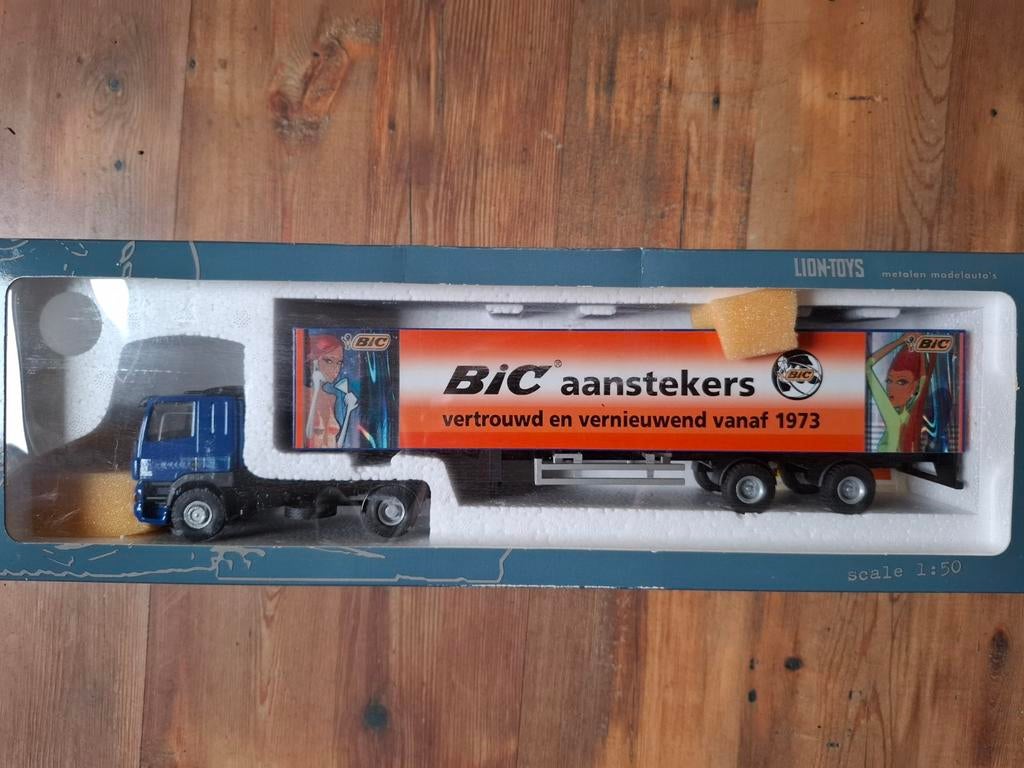 LION-TOYS metalen modelauto's
BIC
BIC
BIC® aanstekers
BIC
vertrouwd en vernieuwend vanaf 1973
scale 1:50